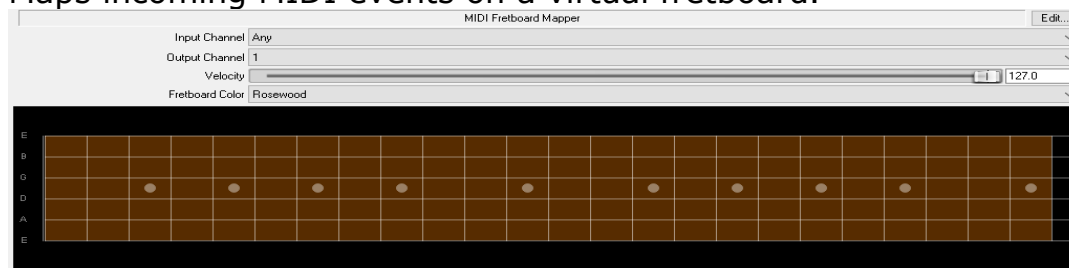 Maps incoming MIDI events on a virtual fretboard.
MIDI Fretboard Mapper Edit...
Input Channel Any
Output Channel 1
Velocity 127.0
Fretboard Color Rosewood
E
B
G
D
A
E